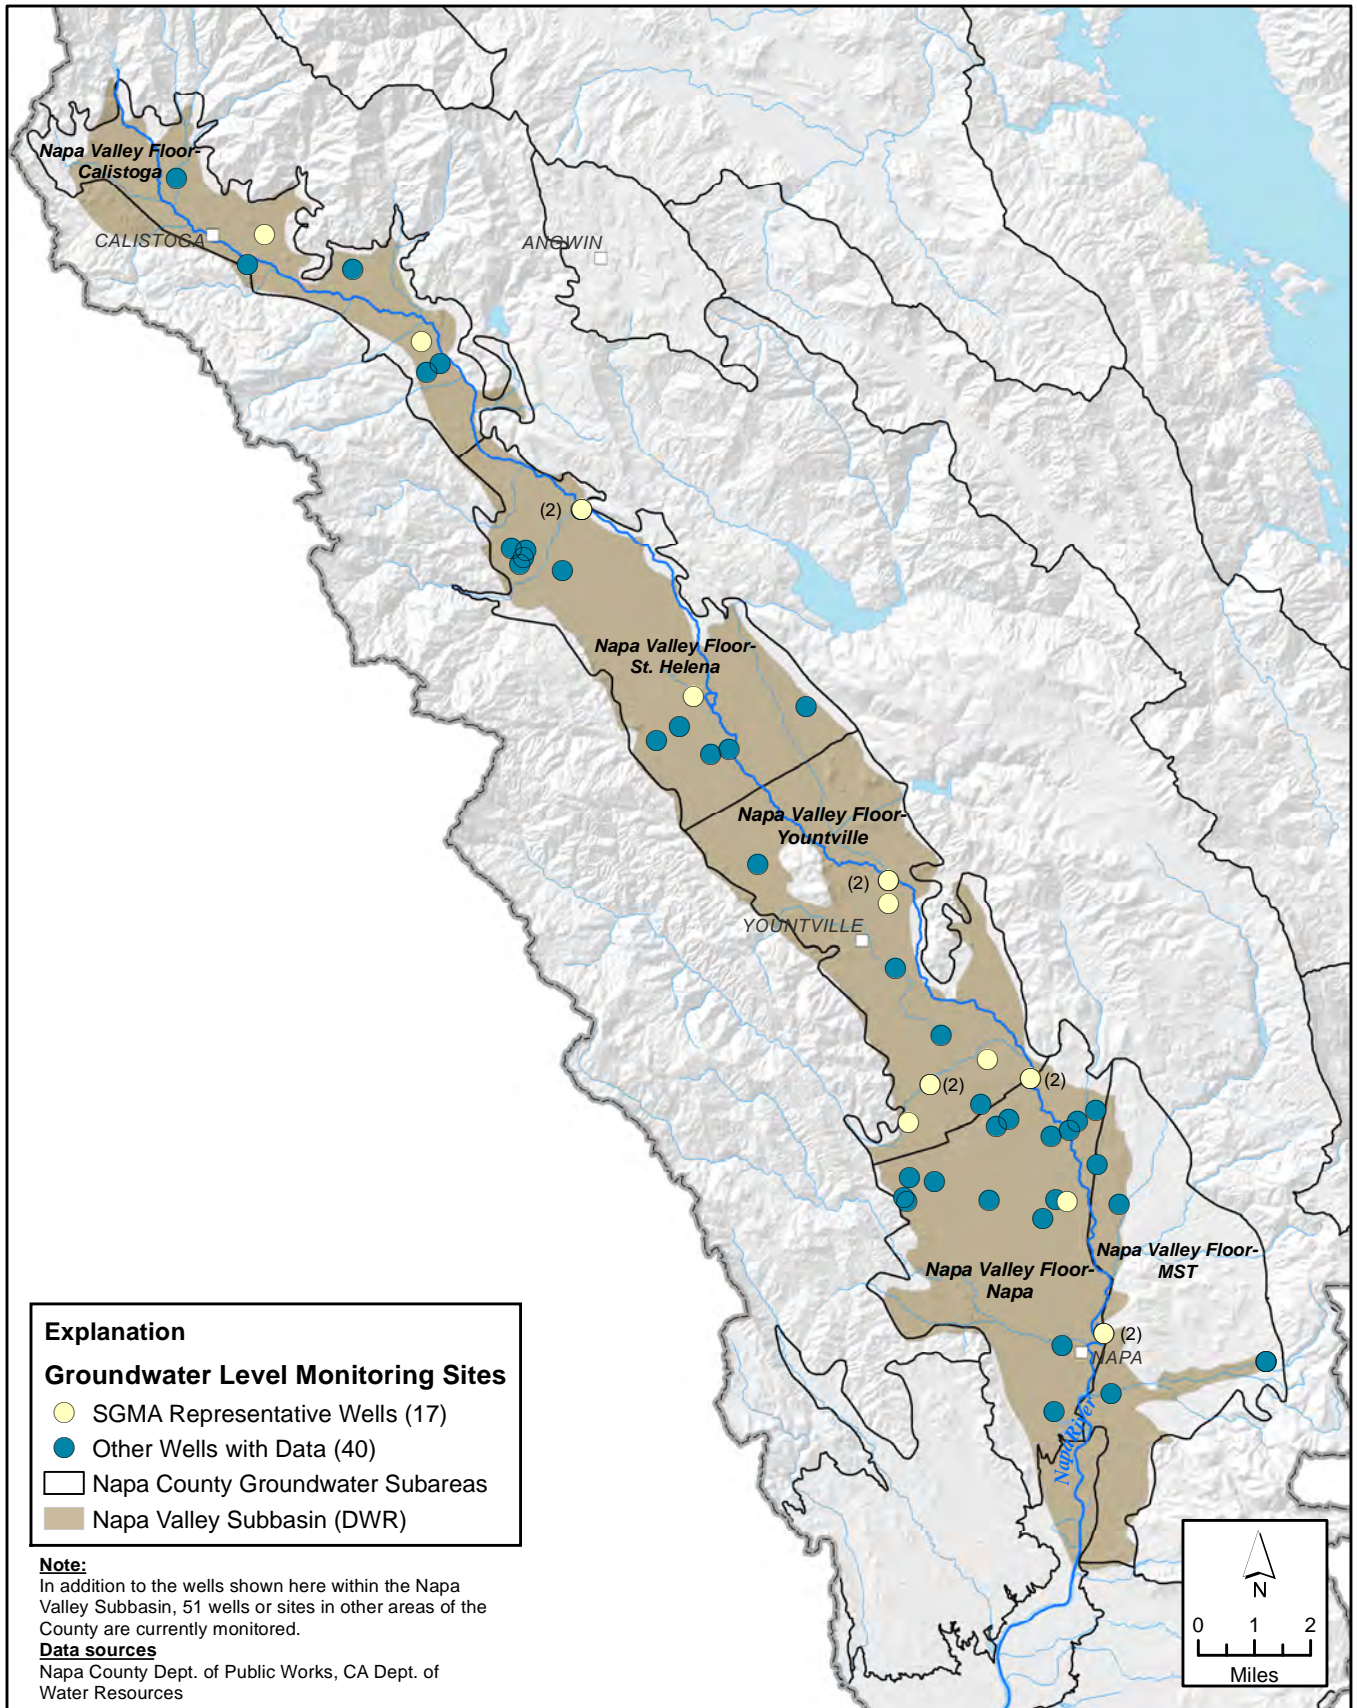 Napa Valley Floor-
Calistoga
CALISTOGA
ANGWIN
(2)
Napa Valley Floor-
St. Helena
Napa Valley Floor-
Yountville
(2)
YOUNTVILLE
(2)
(2)
Napa Valley Floor-
MST
Napa Valley Floor-
Napa
(2)
NAPA
Napa River
Explanation
Groundwater Level Monitoring Sites
SGMA Representative Wells (17)
Other Wells with Data (40)
Napa County Groundwater Subareas
Napa Valley Subbasin (DWR)
Note:
In addition to the wells shown here within the Napa
Valley Subbasin, 51 wells or sites in other areas of the
County are currently monitored.
Data sources
Napa County Dept. of Public Works, CA Dept. of
Water Resources
N
0 1 2
Miles